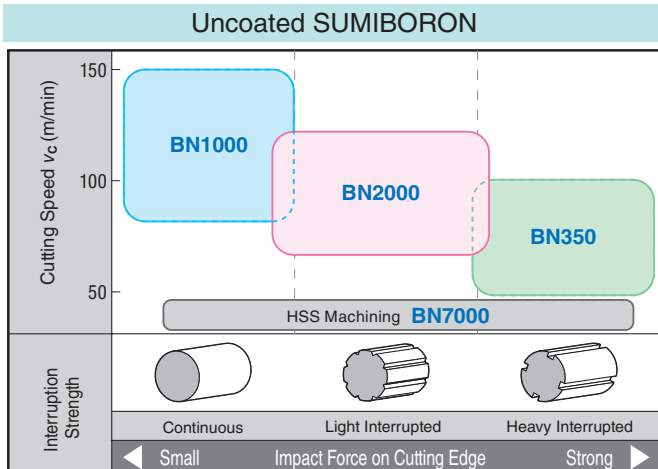 Uncoated SUMIBORON
Cutting Speed vc (m/min)
150
100
50
BN1000
BN2000
BN350
HSS Machining BN7000
Interruption
Strength
Continuous
Light Interrupted
Heavy Interrupted
Small
Impact Force on Cutting Edge
Strong